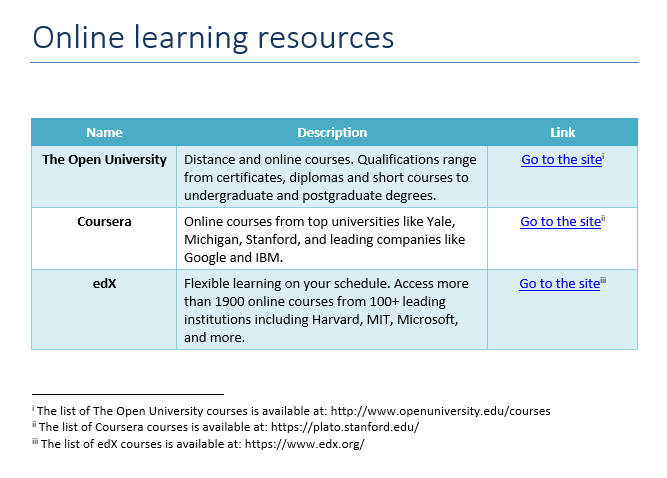 Online learning resources
Name Description Link
The Open University Distance and online courses. Qualifications range Go to the siteⁱ
from certificates, diplomas and short courses to
undergraduate and postgraduate degrees.
Coursera Online courses from top universities like Yale, Go to the siteⁱⁱ
Michigan, Stanford, and leading companies like
Google and IBM.
edX Flexible learning on your schedule. Access more Go to the siteⁱⁱⁱ
than 1900 online courses from 100+ leading
institutions including Harvard, MIT, Microsoft,
and more.
ⁱ The list of The Open University courses is available at: http://www.openuniversity.edu/courses
ⁱⁱ The list of Coursera courses is available at: https://plato.stanford.edu/
ⁱⁱⁱ The list of edX courses is available at: https://www.edx.org/